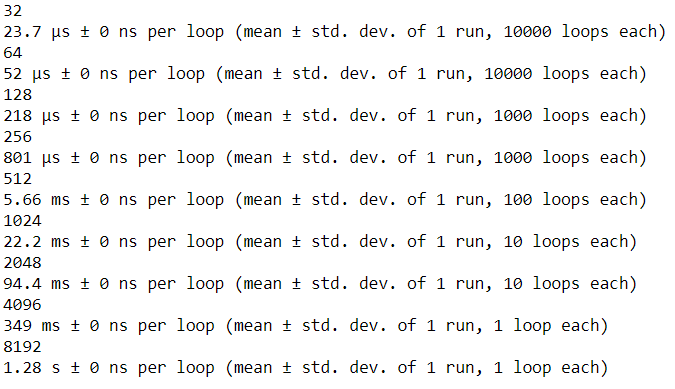 32
23.7 µs ± 0 ns per loop (mean ± std. dev. of 1 run, 10000 loops each)
64
52 µs ± 0 ns per loop (mean ± std. dev. of 1 run, 10000 loops each)
128
218 µs ± 0 ns per loop (mean ± std. dev. of 1 run, 1000 loops each)
256
801 µs ± 0 ns per loop (mean ± std. dev. of 1 run, 1000 loops each)
512
5.66 ms ± 0 ns per loop (mean ± std. dev. of 1 run, 100 loops each)
1024
22.2 ms ± 0 ns per loop (mean ± std. dev. of 1 run, 10 loops each)
2048
94.4 ms ± 0 ns per loop (mean ± std. dev. of 1 run, 10 loops each)
4096
349 ms ± 0 ns per loop (mean ± std. dev. of 1 run, 1 loop each)
8192
1.28 s ± 0 ns per loop (mean ± std. dev. of 1 run, 1 loop each)